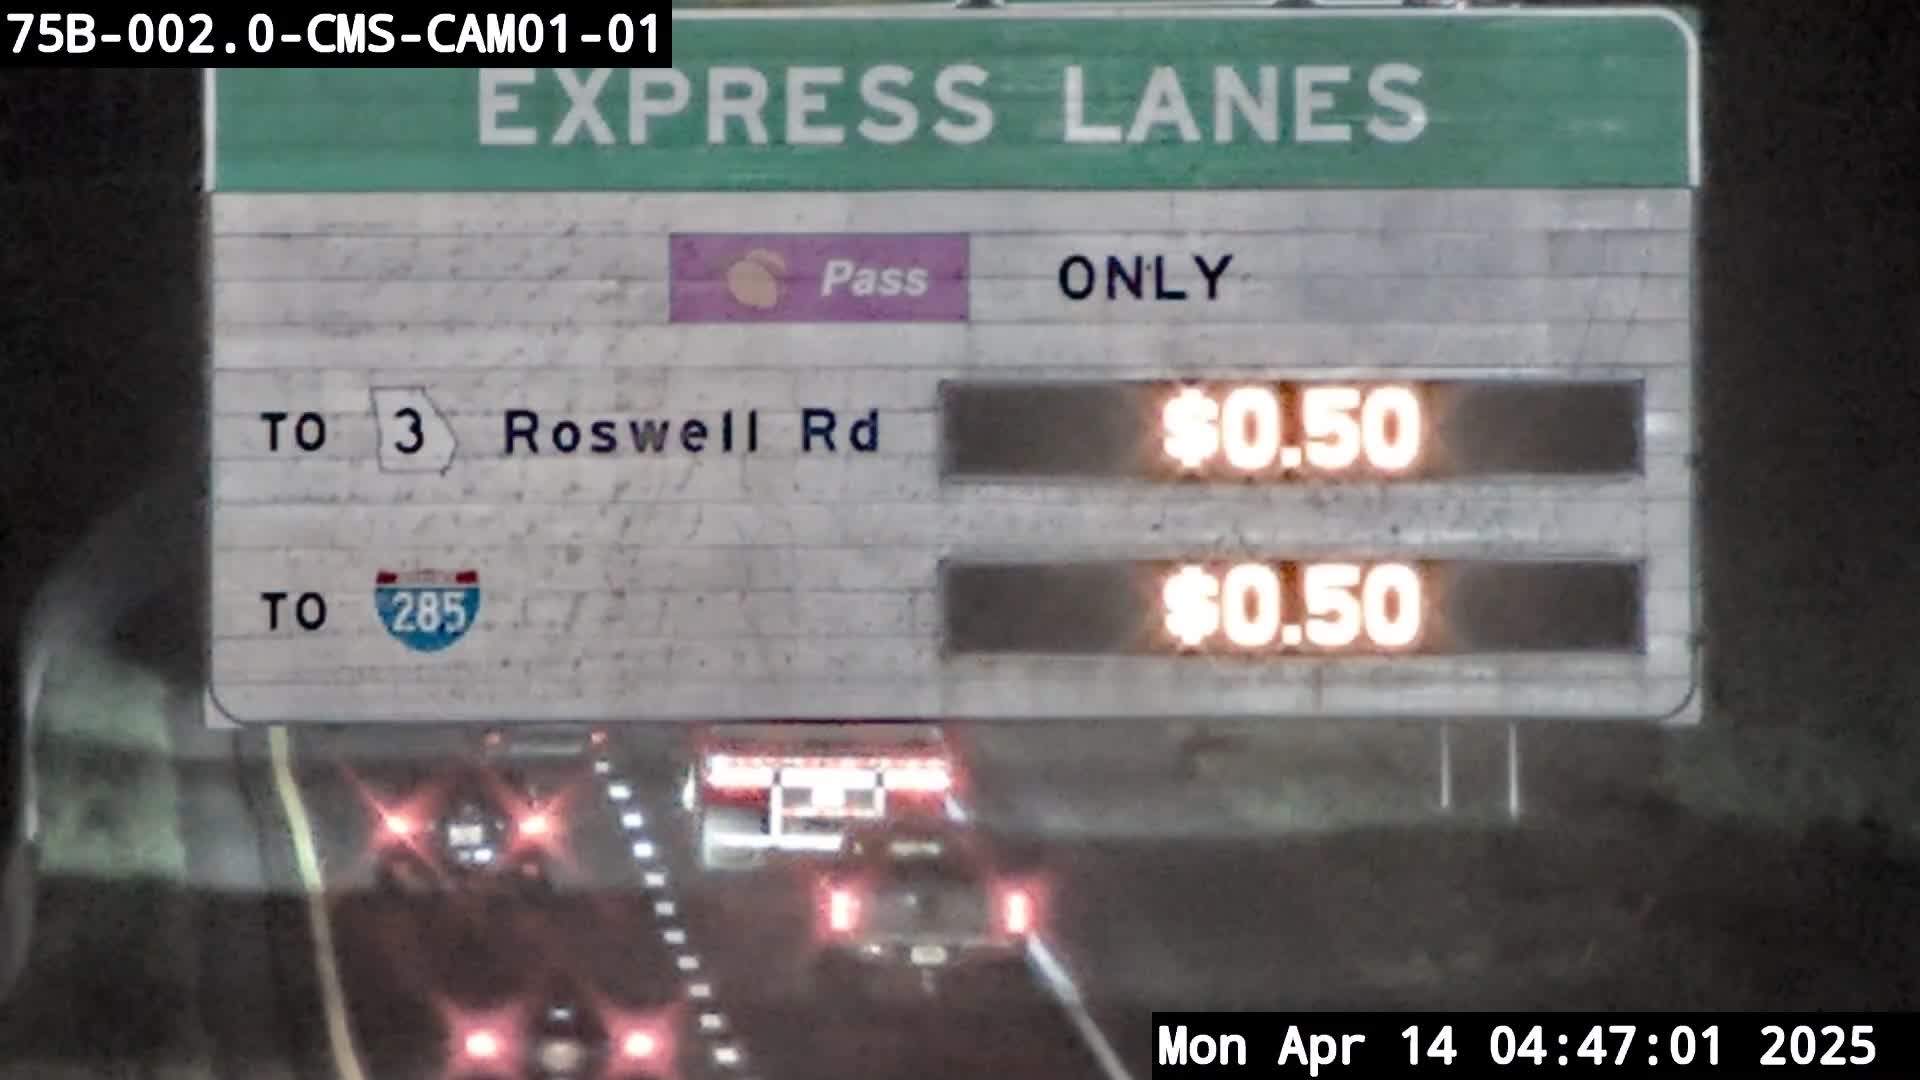 75B-002.0-CMS-CAM01-01
EXPRESS LANES
Pass ONLY
TO 3 Roswell Rd $0.50
TO 285 $0.50
Mon Apr 14 04:47:01 2025